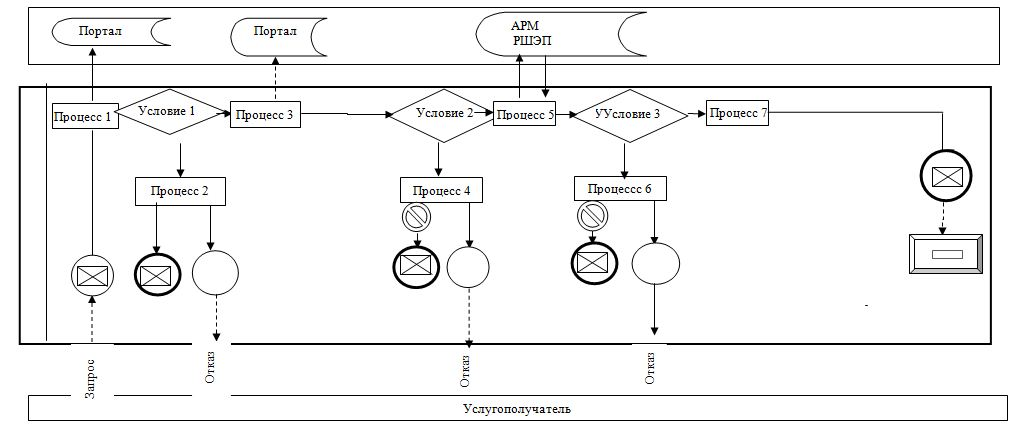 Портал
Портал
АРМ
РШЭП
Процесс 1
Условие 1
Процесс 3
Условие 2
Процесс 5
УУсловие 3
Процесс 7
Процесс 2
Процесс 4
Процессс 6
Запрос
Отказ
Отказ
Отказ
Услугополучатель